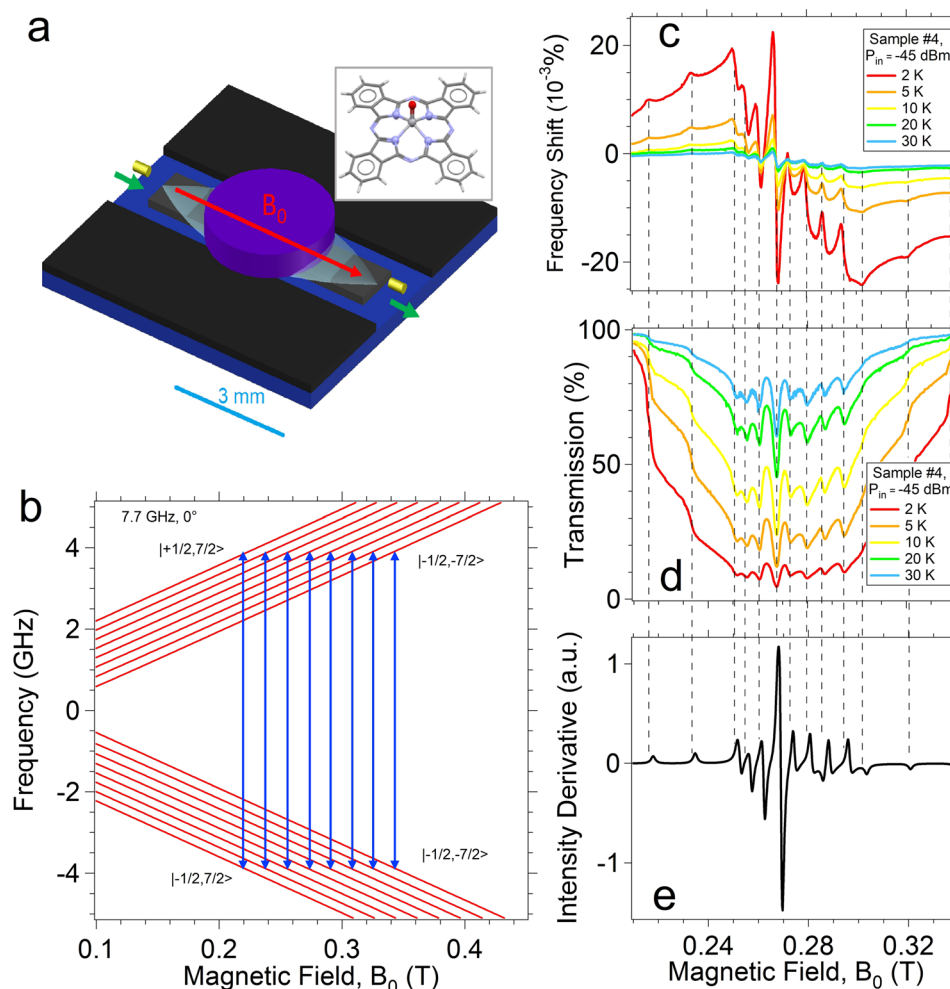 a
B0
3 mm
b
7.7 GHz, 0°
|+1/2,7/2>
|-1/2,-7/2>
|-1/2,7/2>
|-1/2,-7/2>
Frequency (GHz)
4
2
0
-2
-4
0.1
0.2
0.3
0.4
Magnetic Field, B0 (T)
c
Frequency Shift (10-3%)
20
0
-20
Sample #4,
Pin = -45 dBm
2 K
5 K
10 K
20 K
30 K
d
Transmission (%)
100
50
0
Sample #4,
Pin = -45 dBm
2 K
5 K
10 K
20 K
30 K
e
Intensity Derivative (a.u.)
1
0
-1
0.24
0.28
0.32
Magnetic Field, B0 (T)